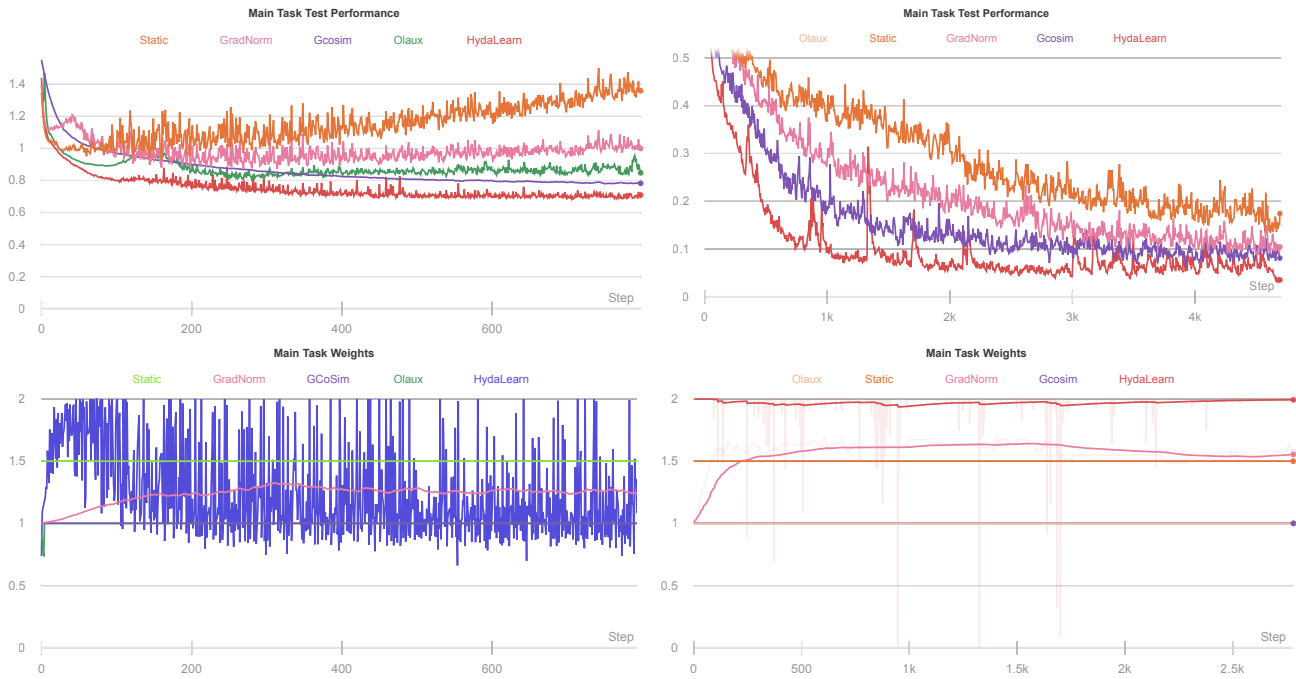 Main Task Test Performance
Static GradNorm Gcosim Olaux HydaLearn
1.4
1.2
1
0.8
0.6
0.4
0.2
0
Step
0 200 400 600
Main Task Test Performance
Olaux Static GradNorm Gcosim HydaLearn
0.5
0.4
0.3
0.2
0.1
0
Step
0 1k 2k 3k 4k
Main Task Weights
Static GradNorm GCoSim Olaux HydaLearn
2
1.5
1
0.5
0
Step
0 200 400 600
Main Task Weights
Olaux Static GradNorm Gcosim HydaLearn
2
1.5
1
0.5
0
Step
0 500 1k 1.5k 2k 2.5k